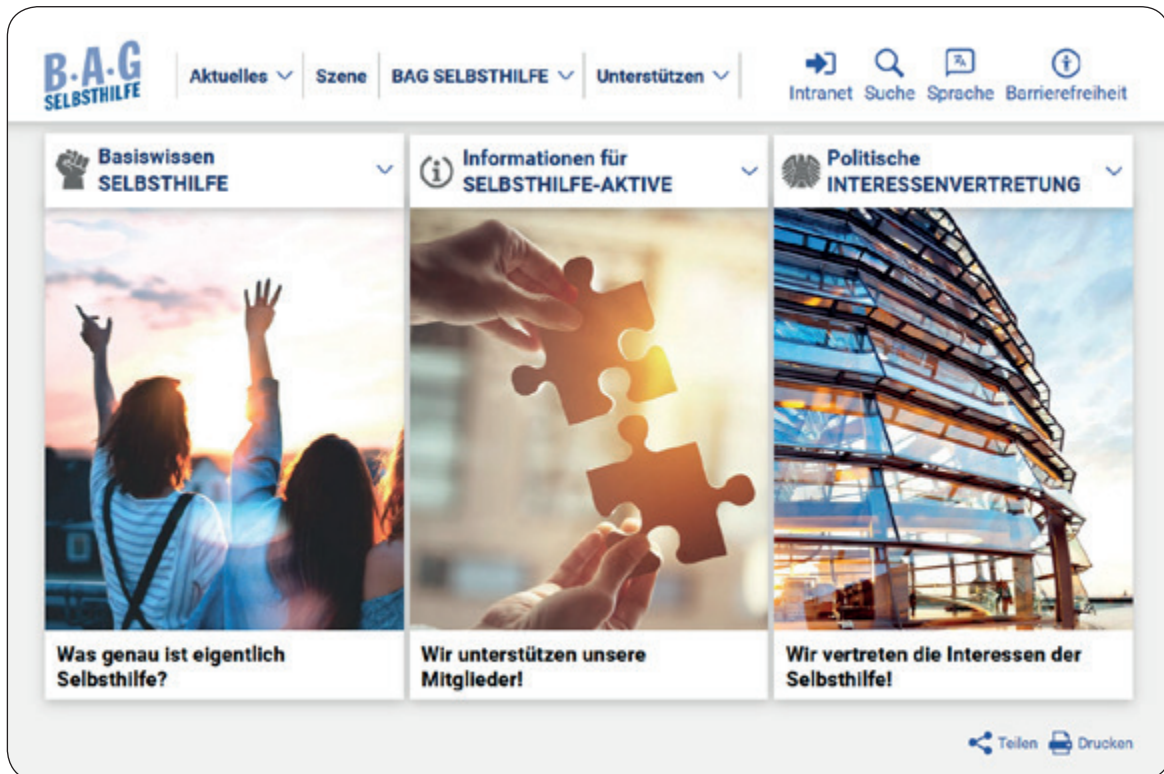 B·A·G
SELBSTHILFE
Aktuelles
Szene
BAG SELBSTHILFE
Unterstützen
Intranet
Suche
Sprache
Barrierefreiheit
Basiswissen
SELBSTHILFE
Was genau ist eigentlich
Selbsthilfe?
Informationen für
SELBSTHILFE-AKTIVE
Wir unterstützen unsere
Mitglieder!
Politische
INTERESSENVERTRETUNG
Wir vertreten die Interessen der
Selbsthilfe!
Teilen
Drucken